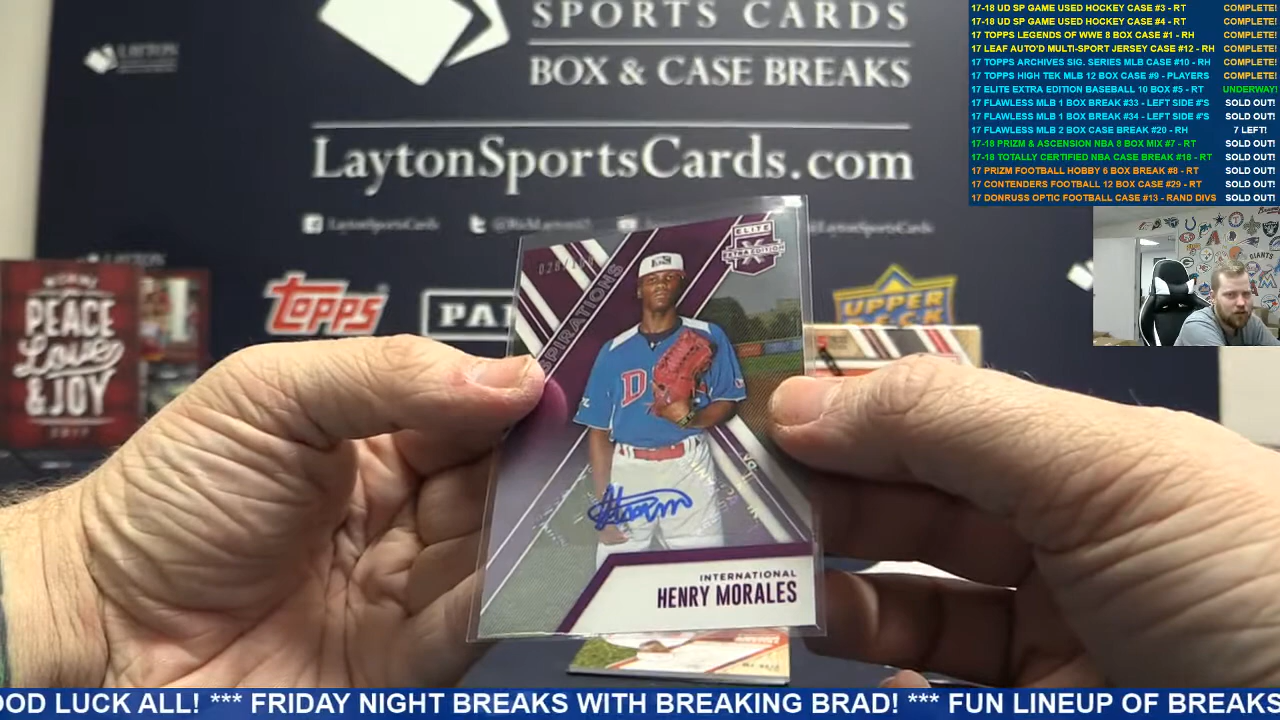 SPORTS CARDS
BOX & CASE BREAKS
LaytonSportsCards.com
LaytonSportsCards
LAYTON
topps
UPPER
PEACE
Love
& JOY
2017
ELITE
EXTRA EDITION
D
INTERNATIONAL
HENRY MORALES
17-18 UD SP GAME USED HOCKEY CASE #3 - RT COMPLETE!
17-18 UD SP GAME USED HOCKEY CASE #4 - RT COMPLETE!
17 TOPPS LEGENDS OF WWE 8 BOX CASE #1 - RH COMPLETE!
17 LEAF AUTO'D MULTI-SPORT JERSEY CASE #12 - RH COMPLETE!
17 TOPPS ARCHIVES SIG. SERIES MLB CASE #10 - RH COMPLETE!
17 TOPPS HIGH TEK MLB 12 BOX CASE #9 - PLAYERS COMPLETE!
17 ELITE EXTRA EDITION BASEBALL 10 BOX #5 - RT UNDERWAY!
17 FLAWLESS MLB 1 BOX BREAK #33 - LEFT SIDE #'S SOLD OUT!
17 FLAWLESS MLB 1 BOX BREAK #34 - LEFT SIDE #'S SOLD OUT!
17 FLAWLESS MLB 2 BOX CASE BREAK #20 - RH 7 LEFT!
17-18 PRIZM & ASCENSION NBA 8 BOX MIX #7 - RT SOLD OUT!
17-18 TOTALLY CERTIFIED NBA CASE BREAK #16 - RT SOLD OUT!
17 PRIZM FOOTBALL HOBBY 6 BOX BREAK #8 - RT SOLD OUT!
17 CONTENDERS FOOTBALL 12 BOX CASE #29 - RT SOLD OUT!
17 DONRUSS OPTIC FOOTBALL CASE #13 - RAND DIVS SOLD OUT!
OOD LUCK ALL! *** FRIDAY NIGHT BREAKS WITH BREAKING BRAD! *** FUN LINEUP OF BREAKS